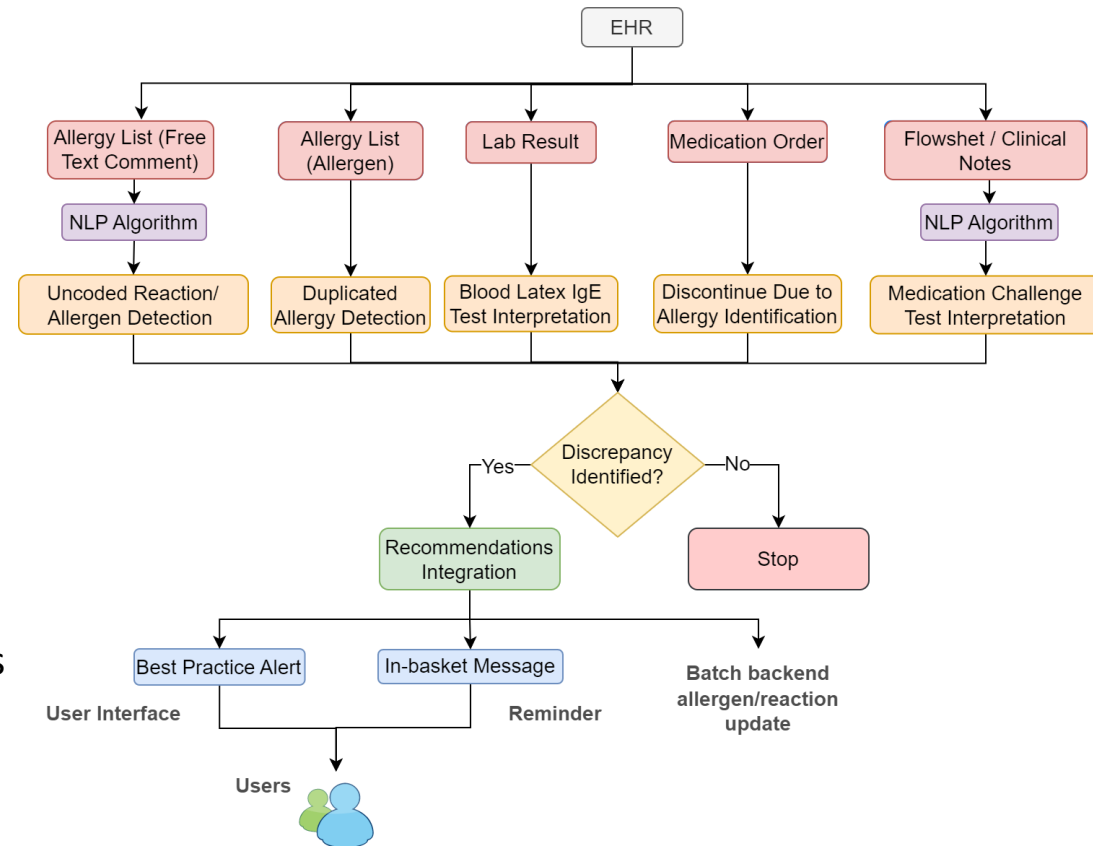 EHR
Allergy List (Free
Text Comment)
Allergy List
(Allergen)
Lab Result
Medication Order
Flowshet / Clinical
Notes
NLP Algorithm
NLP Algorithm
Uncoded Reaction/
Allergen Detection
Duplicated
Allergy Detection
Blood Latex IgE
Test Interpretation
Discontinue Due to
Allergy Identification
Medication Challenge
Test Interpretation
Discrepancy
Identified?
Yes
No
Recommendations
Integration
Stop
s
Best Practice Alert
In-basket Message
Batch backend
allergen/reaction
update
User Interface
Reminder
Users